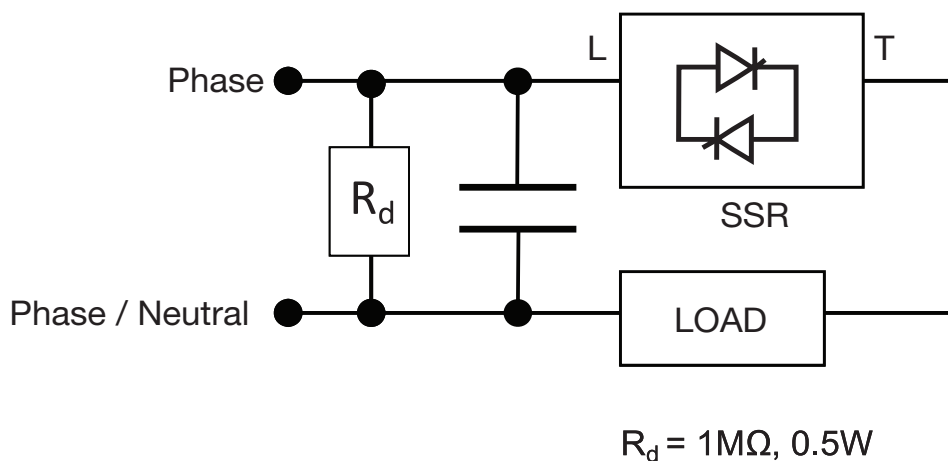 L
T
Phase
Rd
SSR
Phase / Neutral
LOAD
Rd = 1MΩ, 0.5W